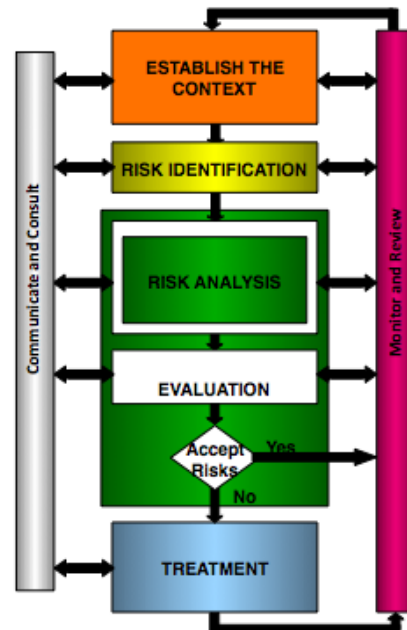 ESTABLISH THE
CONTEXT
RISK IDENTIFICATION
RISK ANALYSIS
EVALUATION
Accept
Risks
Yes
No
TREATMENT
Communicate and Consult
Monitor and Review